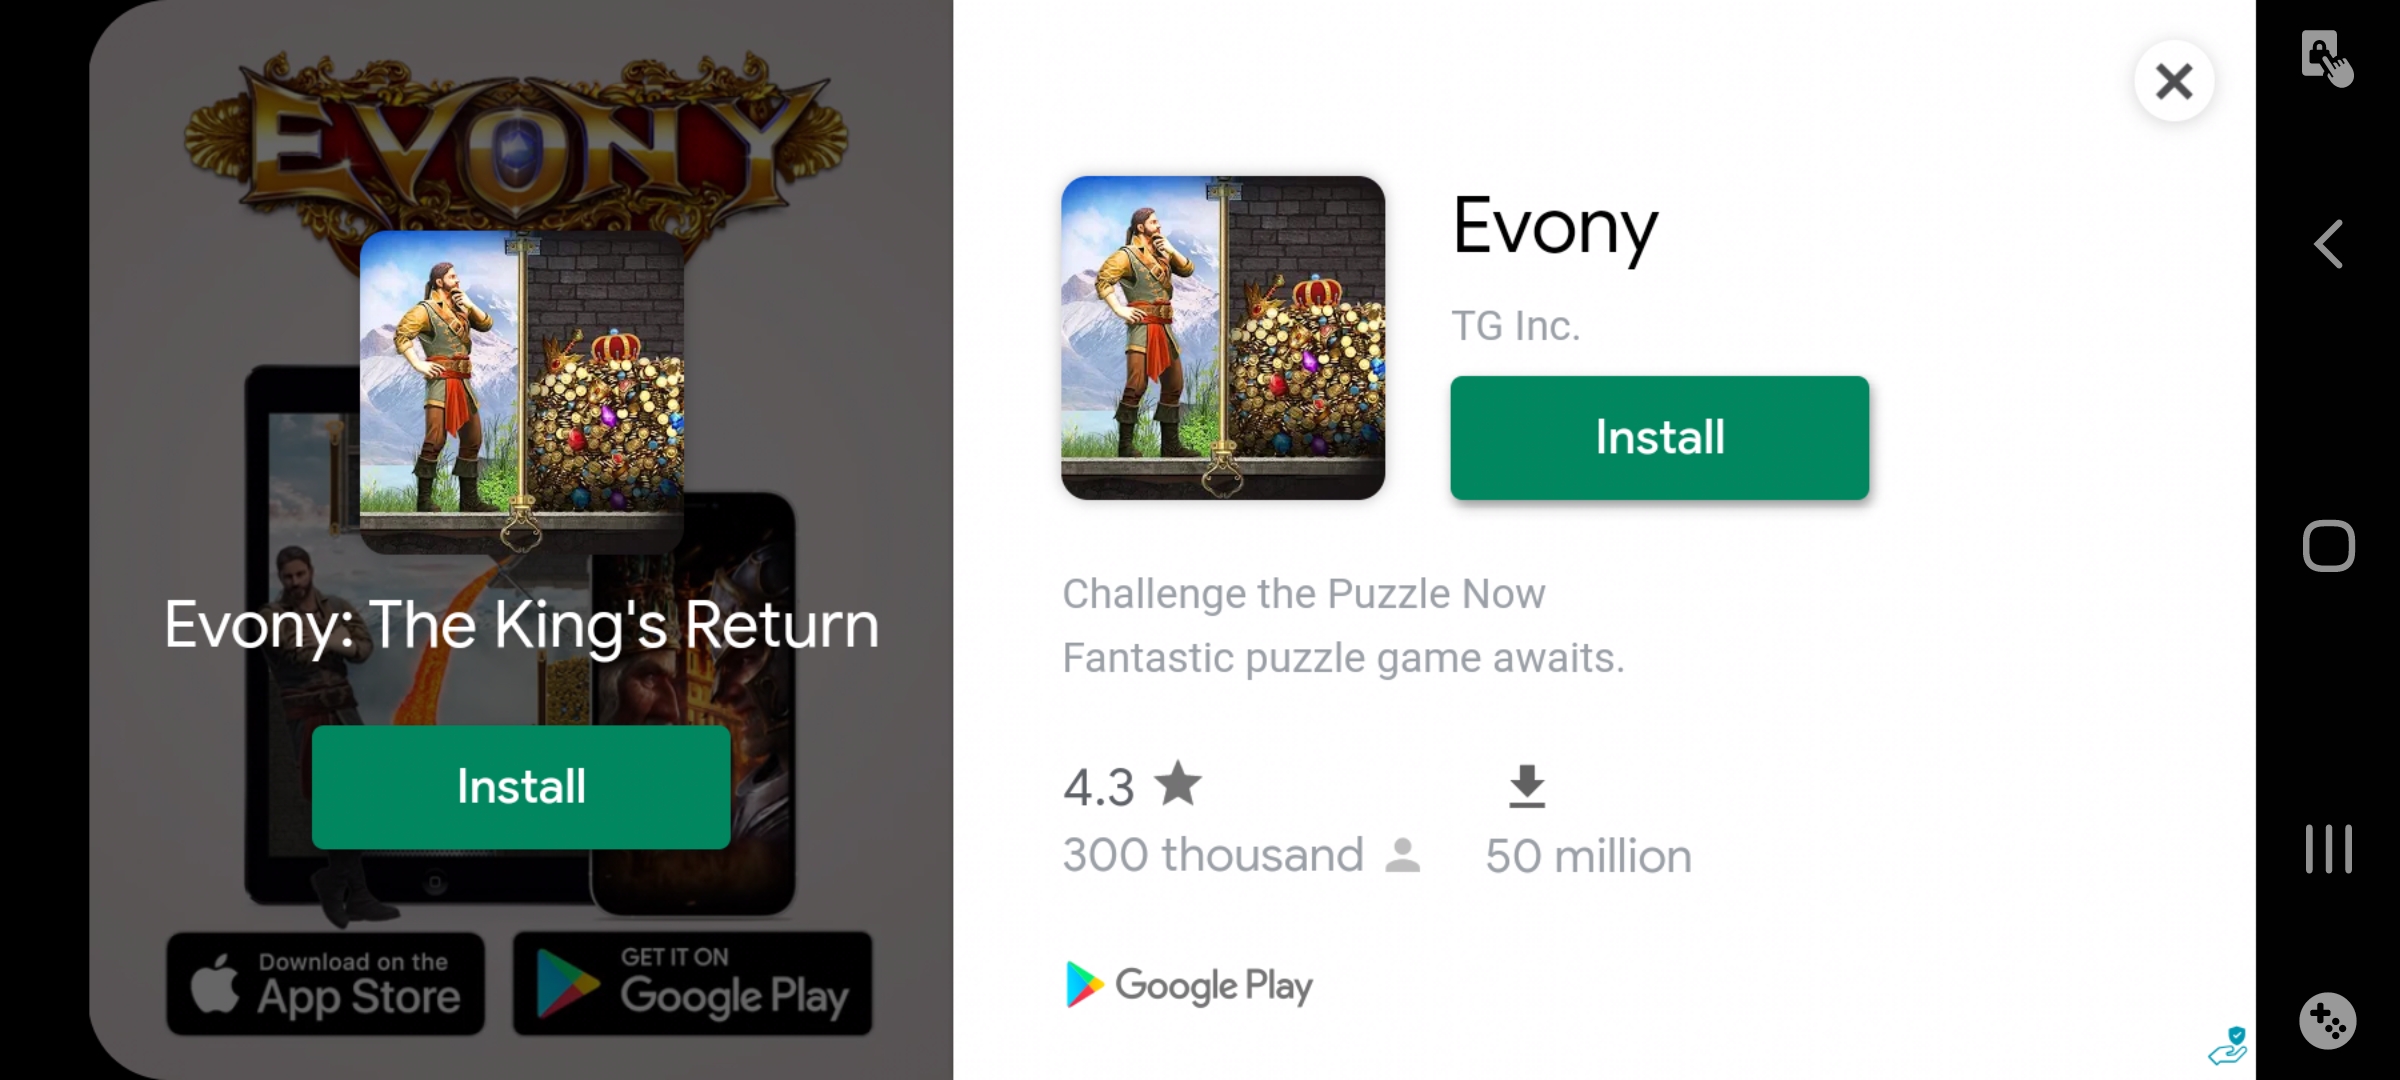 EVONY
Evony: The King's Return
Install
Download on the
App Store
GET IT ON
Google Play
Evony
TG Inc.
Install
Challenge the Puzzle Now
Fantastic puzzle game awaits.
4.3
300 thousand
50 million
Google Play